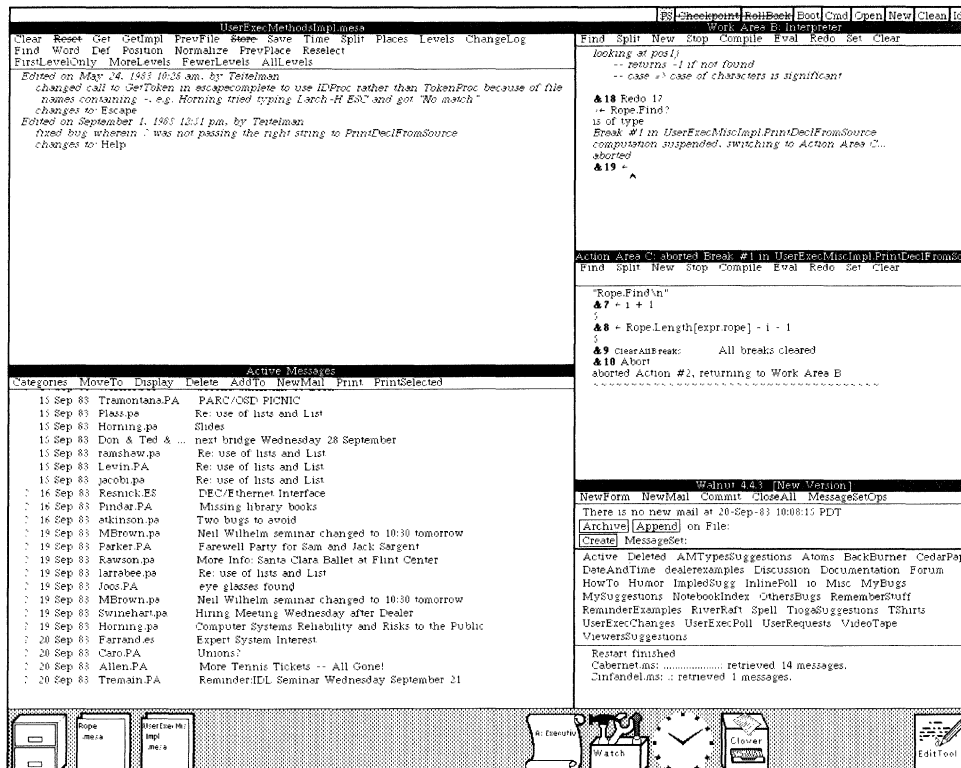 PS Checkpoint RollBack Boot Cmd Open New Clean Id
UserExecMethodsImpl.mesa
Clear Reset Get GetImpl PrevFile Store Save Time Split Places Levels ChangeLog
Find Word Def Position Normalize PrevPlace Reselect
FirstLevelOnly MoreLevels FewerLevels AllLevels
Edited on May 24, 1983 10:28 am, by Teitelman
changed call to GetToken in escapecomplete to use IDProc rather than TokenProc because of file
names containing -, e.g. Horning tried typing Larch-H ESC and got "No match"
changes to: Escape
Edited on September 1, 1983 12:51 pm, by Teitelman
fixed bug wherein ? was not passing the right string to PrintDeclFromSource
changes to: Help
Work Area B: Interpreter
Find Split New Stop Compile Eval Redo Set Clear
looking at pos1;)
-- returns -1 if not found
-- case => case of characters is significant
&18 Redo 17
-← Rope.Find?
is of type
Break #1 in UserExecMiscImpl.PrintDeclFromSource
computation suspended, switching to Action Area C...
aborted
&19 ←
Action Area C: aborted Break #1 in UserExecMiscImpl.PrintDeclFromSo
Find Split New Stop Compile Eval Redo Set Clear
"Rope.Find\n"
&7 ← i + 1
5
&8 ← Rope.Length[expr.rope] - i - 1
5
&9 ClearAllBreaks All breaks cleared
&10 Abort
aborted Action #2, returning to Work Area B
Active Messages
Categories MoveTo Display Delete AddTo NewMail Print PrintSelected
15 Sep 83 Tramontana.PA PARC/OSD PICNIC
15 Sep 83 Plass.pa Re: use of lists and List
15 Sep 83 Horning.pa Slides
15 Sep 83 Don & Ted & ... next bridge Wednesday 28 September
15 Sep 83 ramshaw.pa Re: use of lists and List
15 Sep 83 Levin.PA Re: use of lists and List
15 Sep 83 jacobi.pa Re: use of lists and List
? 16 Sep 83 Resnick.ES DEC/Ethernet Interface
? 16 Sep 83 Pindar.PA Missing library books
? 16 Sep 83 atkinson.pa Two bugs to avoid
? 19 Sep 83 MBrown.pa Neil Wilhelm seminar changed to 10:30 tomorrow
? 19 Sep 83 Parker.PA Farewell Party for Sam and Jack Sargent
? 19 Sep 83 Rawson.pa More Info: Santa Clara Ballet at Flint Center
? 19 Sep 83 larrabee.pa Re: use of lists and List
? 19 Sep 83 Joos.PA eye glasses found
? 19 Sep 83 MBrown.pa Neil Wilhelm seminar changed to 10:30 tomorrow
? 19 Sep 83 Swinehart.pa Hiring Meeting Wednesday after Dealer
? 19 Sep 83 Horning.pa Computer Systems Reliability and Risks to the Public
? 20 Sep 83 Farrand.es Expert System Interest
? 20 Sep 83 Caro.PA Unions?
? 20 Sep 83 Allen.PA More Tennis Tickets -- All Gone!
? 20 Sep 83 Tremain.PA Reminder:IDL Seminar Wednesday September 21
Walnut 4.4.3 [New Version]
NewForm NewMail Commit CloseAll MessageSetOps
There is no new mail at 20-Sep-83 10:08:15 PDT
Archive Append on File:
Create MessageSet:
Active Deleted AMTypesSuggestions Atoms BackBurner CedarPap
DateAndTime dealerexamples Discussion Documentation Forum
HowTo Humor ImpledSugg InlinePoll io Misc MyBugs
MySuggestions NotebookIndex OthersBugs RememberStuff
ReminderExamples RiverRaft Spell TiogaSuggestions TShirts
UserExecChanges UserExecPoll UserRequests VideoTape
ViewersSuggestions
Restart finished
Cabernet.ms: ..................... retrieved 14 messages.
Zinfandel.ms: .: retrieved 1 messages.
Rope
.mesa
UserExec Misc
Impl
.mesa
A: Executiv
Watch
Clover
EditTool